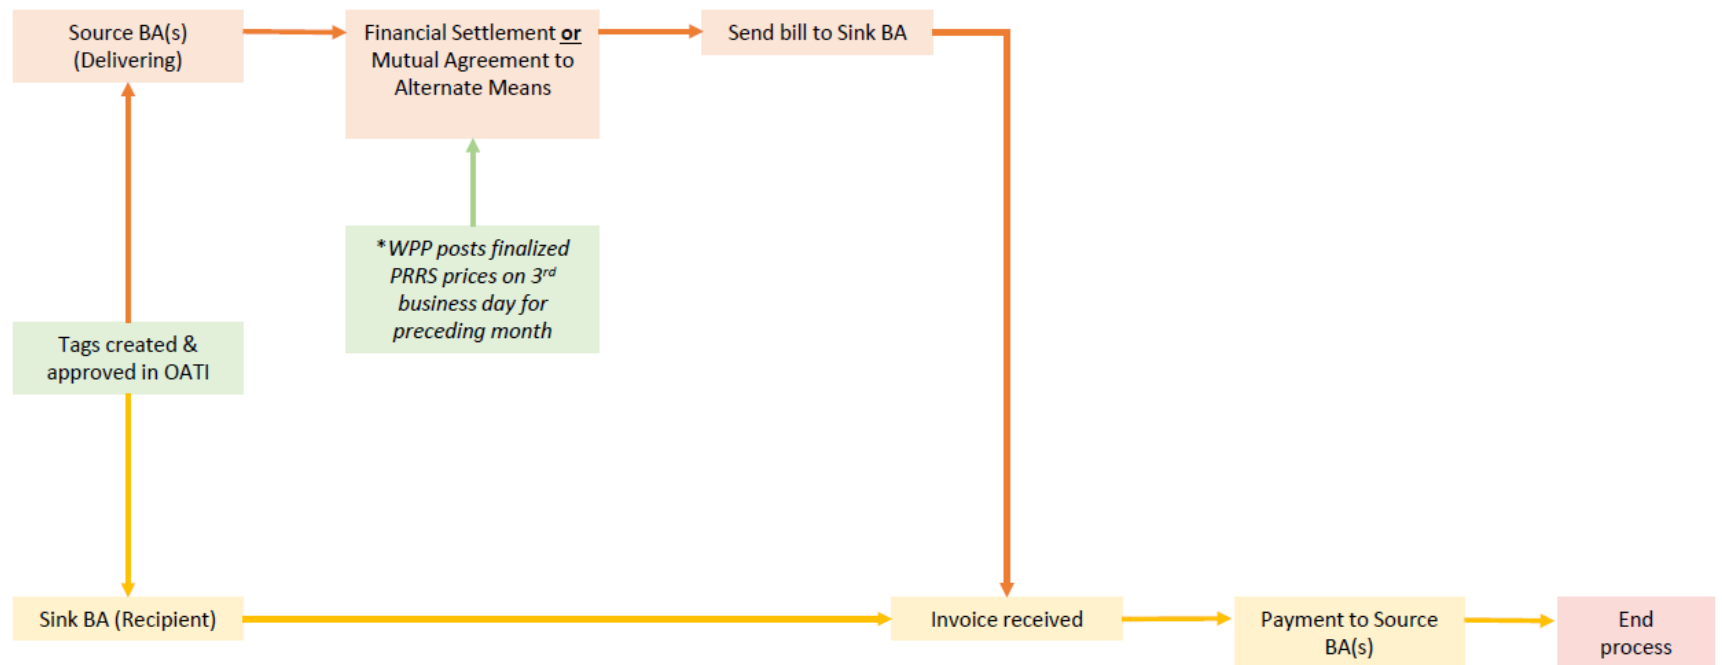 Source BA(s)
(Delivering)
Financial Settlement or
Mutual Agreement to
Alternate Means
Send bill to Sink BA
*WPP posts finalized
PRRS prices on 3rd
business day for
preceding month
Tags created &
approved in OATI
Sink BA (Recipient)
Invoice received
Payment to Source
BA(s)
End
process